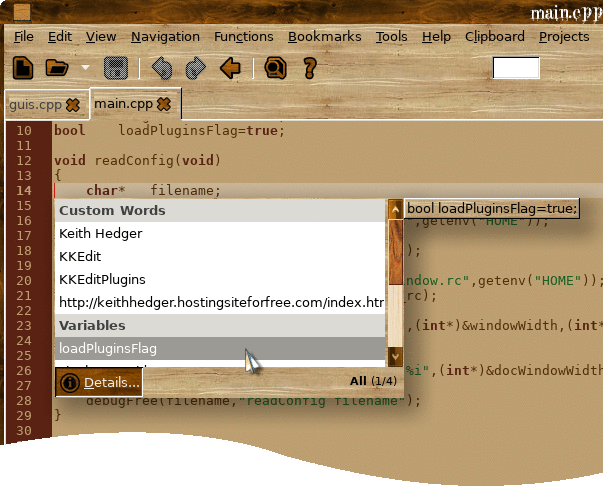 main.cpp
File Edit View Navigation Functions Bookmarks Tools Help Clipboard Projects
guis.cpp main.cpp
10 bool loadPluginsFlag=true;
11
12 void readConfig(void)
13 {
14 char* filename;
15 Custom Words bool loadPluginsFlag=true;
16 Keith Hedger ,getenv("HOME"));
17 KKEdit
18 );
19 KKEditPlugins
20 ndow.rc",getenv("HOME"));
21 http://keithhedger.hostingsiteforfree.com/index.htr rc);
22
23 Variables ,(int*)&windowWidth,(int*
24 loadPluginsFlag
25
26 %i",(int*)&docWindowWidth
27 Details... All (1/4)
28 debugFree(filename,"readConfig filename");
29 }
30